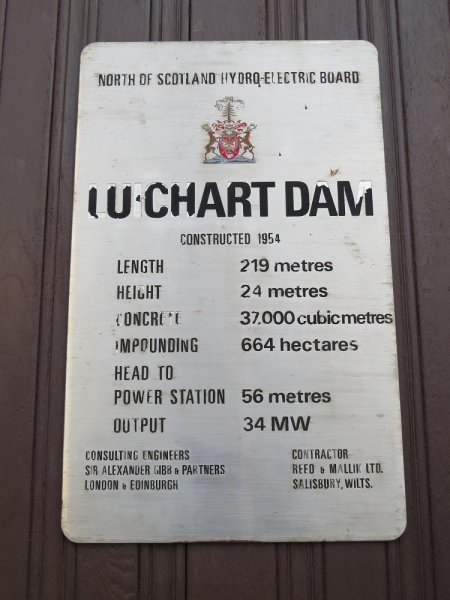 NORTH OF SCOTLAND HYDRO-ELECTRIC BOARD
LUICHART DAM
CONSTRUCTED 1954
LENGTH 219 metres
HEIGHT 24 metres
CONCRETE 37,000 cubic metres
IMPOUNDING 664 hectares
HEAD TO
POWER STATION 56 metres
OUTPUT 34 MW
CONSULTING ENGINEERS
SIR ALEXANDER GIBB & PARTNERS
LONDON & EDINBURGH
CONTRACTOR
REED & MALLIK LTD.
SALISBURY, WILTS.